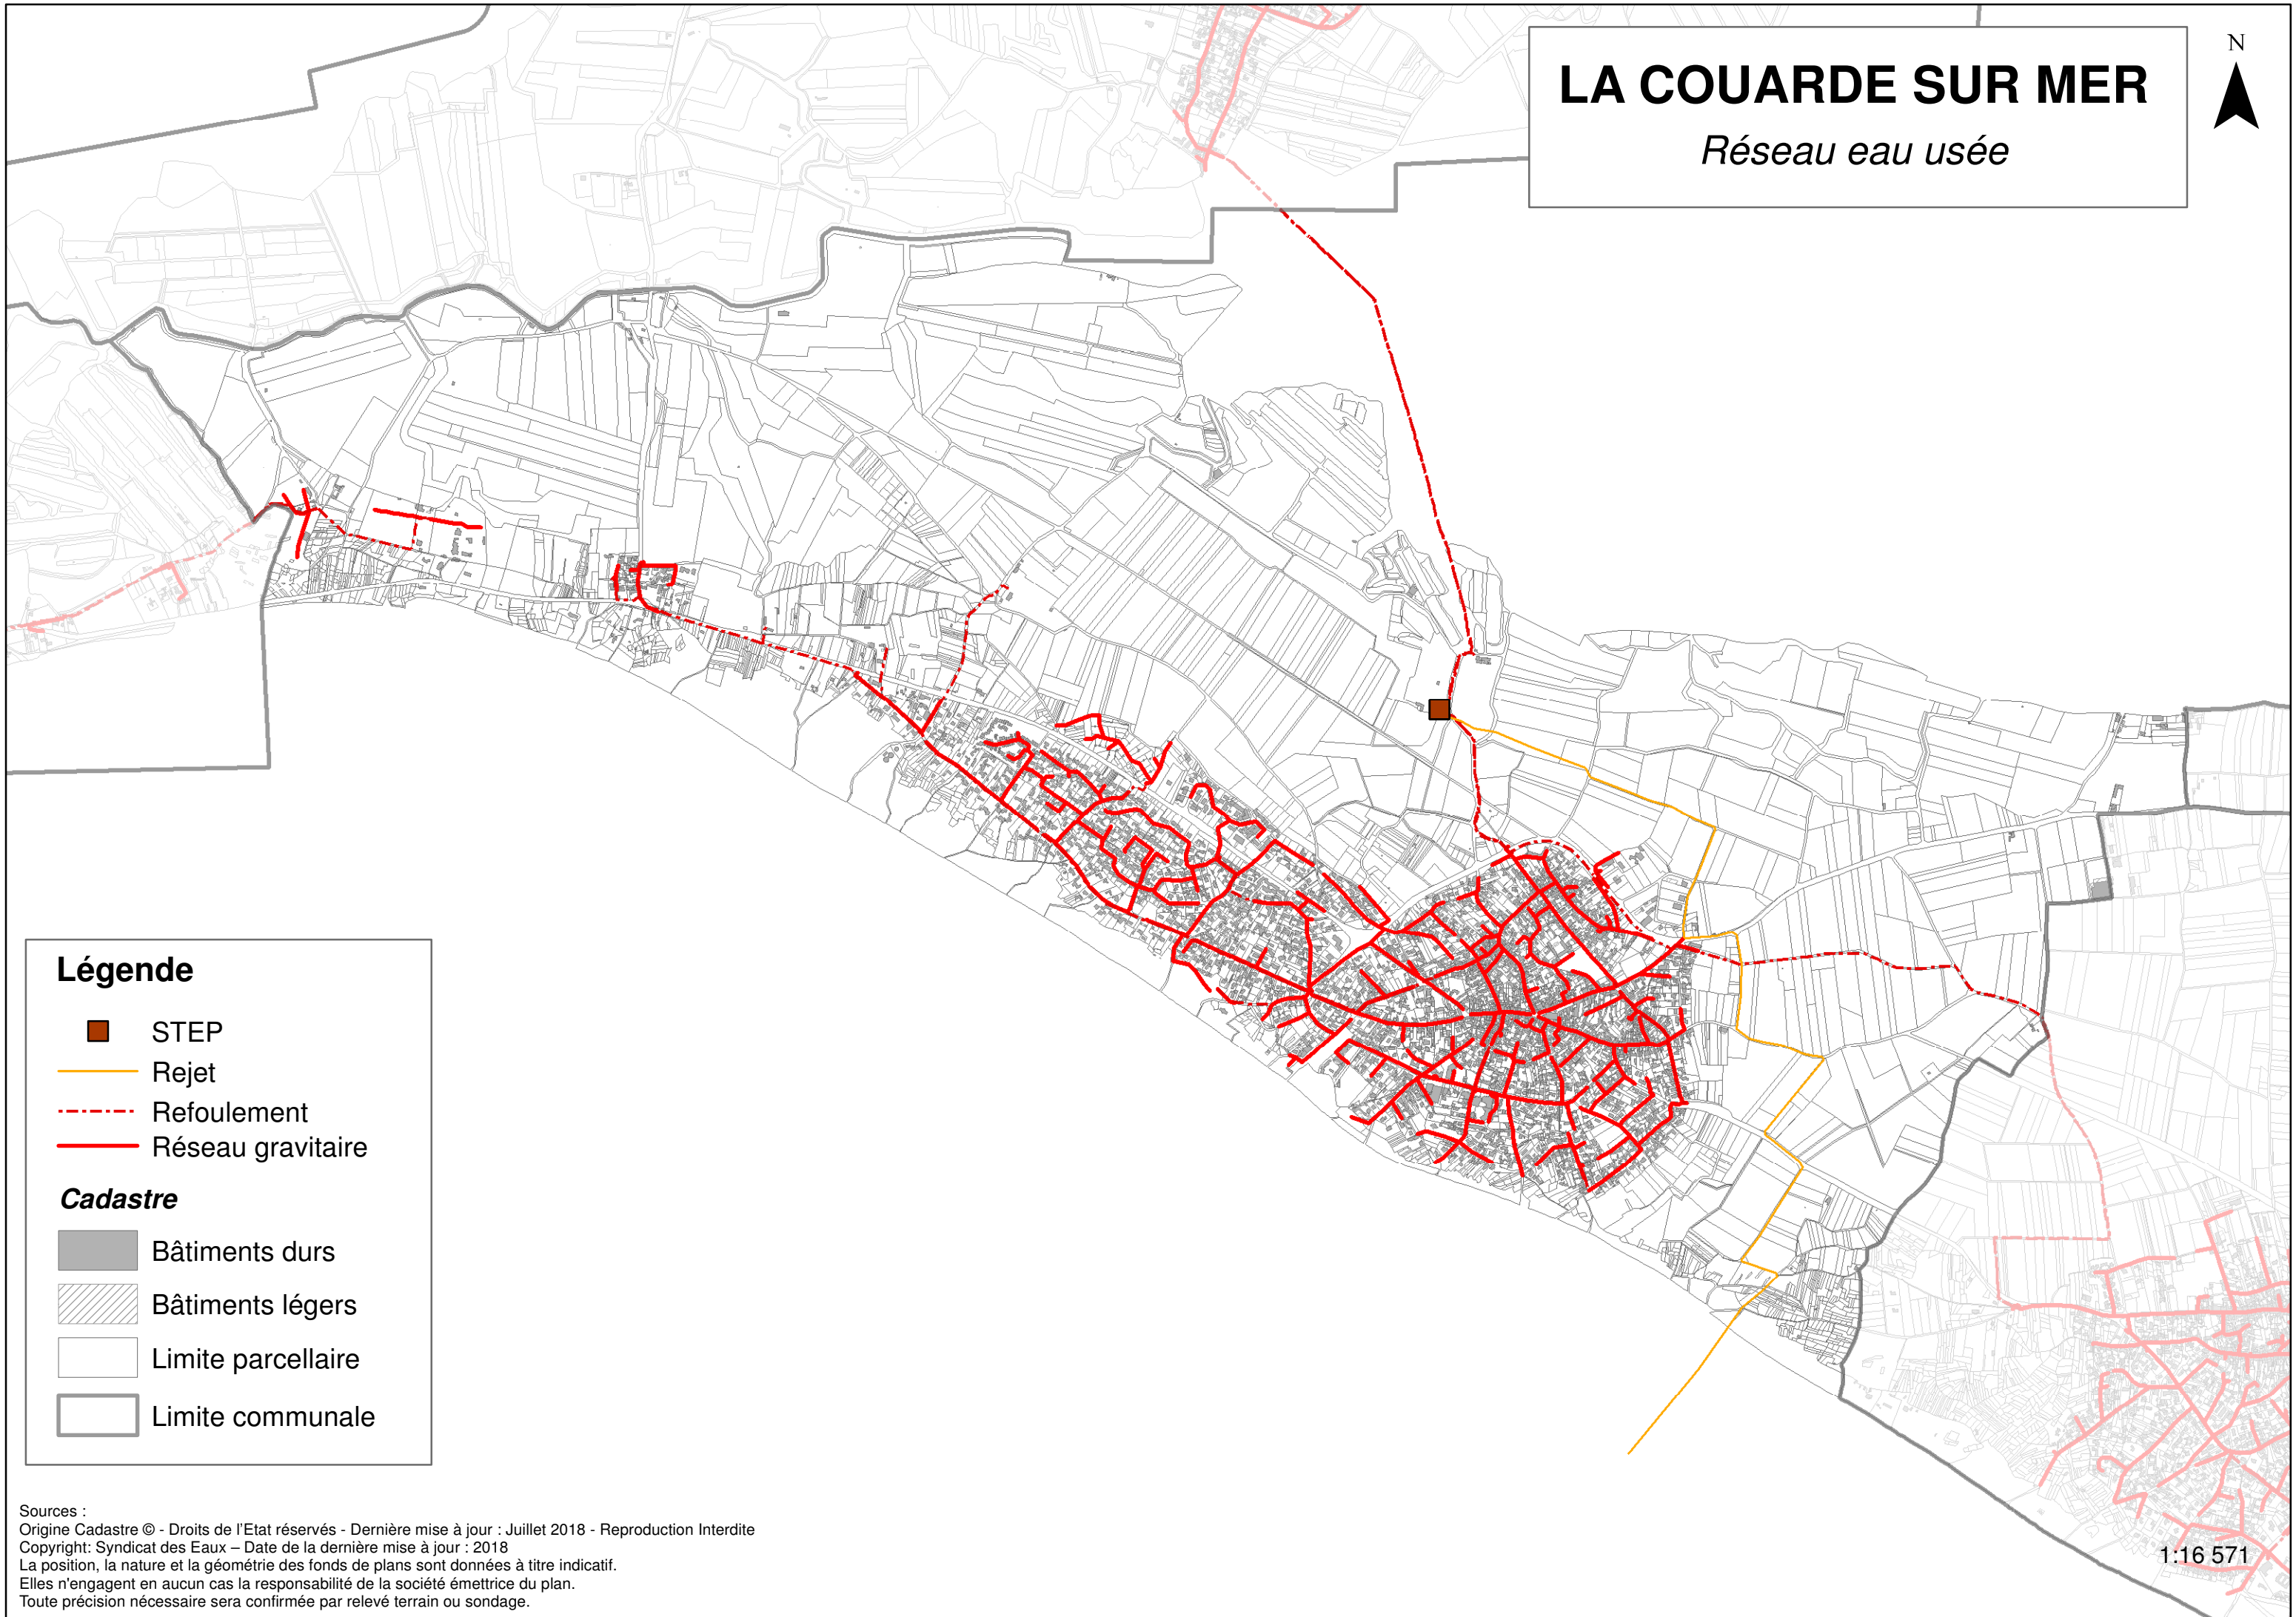 LA COUARDE SUR MER
Réseau eau usée
N
Légende
STEP
Rejet
Refoulement
Réseau gravitaire
Cadastre
Bâtiments durs
Bâtiments légers
Limite parcellaire
Limite communale
Sources :
Origine Cadastre © - Droits de l'Etat réservés - Dernière mise à jour : Juillet 2018 - Reproduction Interdite
Copyright: Syndicat des Eaux – Date de la dernière mise à jour : 2018
La position, la nature et la géométrie des fonds de plans sont données à titre indicatif.
Elles n'engagent en aucun cas la responsabilité de la société émettrice du plan.
Toute précision nécessaire sera confirmée par relevé terrain ou sondage.
1:16 571